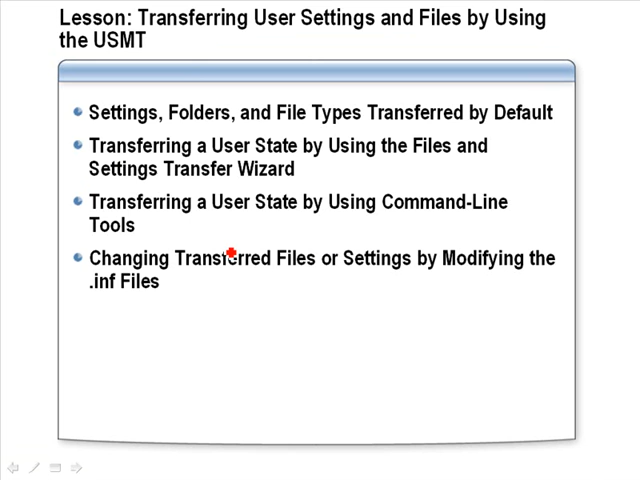 Lesson: Transferring User Settings and Files by Using
the USMT
Settings, Folders, and File Types Transferred by Default
Transferring a User State by Using the Files and
Settings Transfer Wizard
Transferring a User State by Using Command-Line
Tools
Changing Transferred Files or Settings by Modifying the
.inf Files